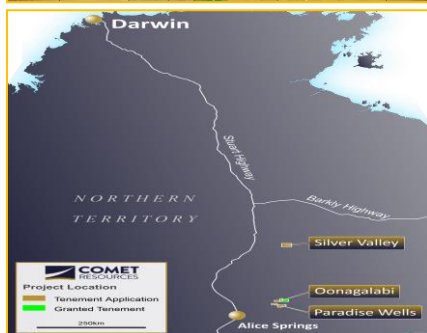 Darwin
Stuart Highway
NORTHERN
TERRITORY
Barkly Highway
Silver Valley
COMET
RESOURCES
Project Location
Tenement Application
Granted Tenement
250km
Oonagalabi
Paradise Wells
Alice Springs